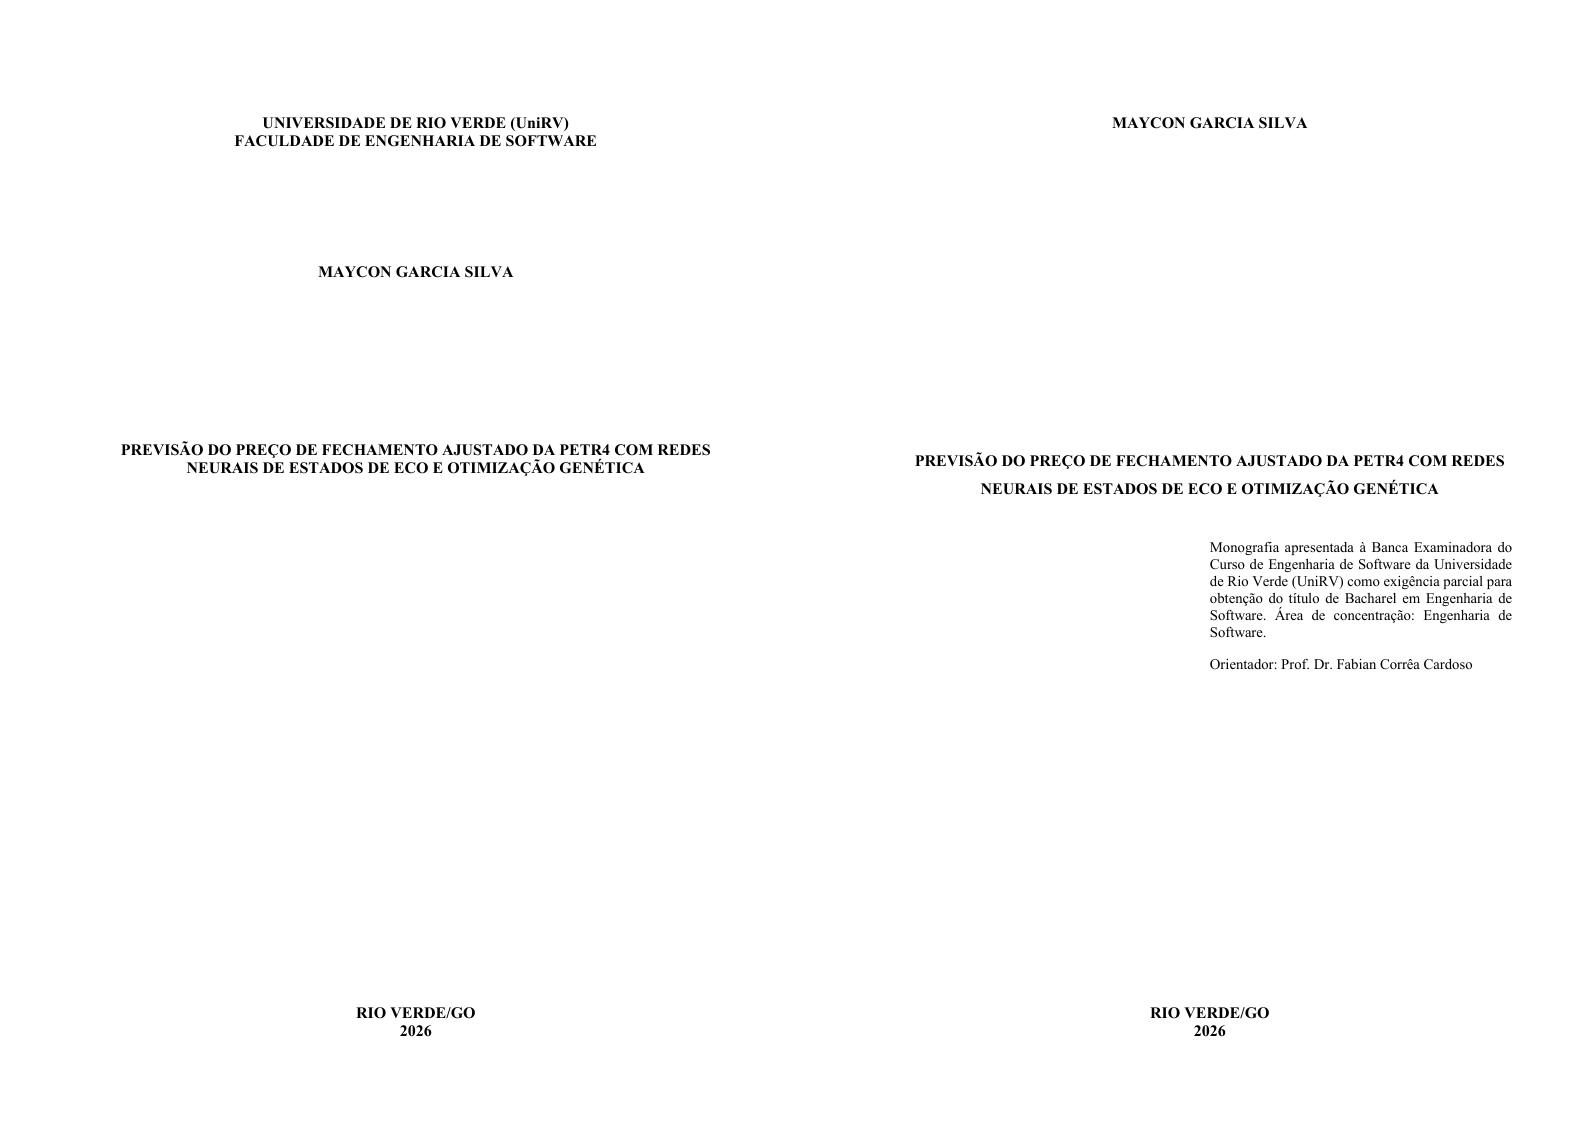 UNIVERSIDADE DE RIO VERDE (UniRV)
FACULDADE DE ENGENHARIA DE SOFTWARE
MAYCON GARCIA SILVA
PREVISÃO DO PREÇO DE FECHAMENTO AJUSTADO DA PETR4 COM REDES
NEURAIS DE ESTADOS DE ECO E OTIMIZAÇÃO GENÉTICA
RIO VERDE/GO
2026
MAYCON GARCIA SILVA
PREVISÃO DO PREÇO DE FECHAMENTO AJUSTADO DA PETR4 COM REDES
NEURAIS DE ESTADOS DE ECO E OTIMIZAÇÃO GENÉTICA
Monografia apresentada à Banca Examinadora do
Curso de Engenharia de Software da Universidade
de Rio Verde (UniRV) como exigência parcial para
obtenção do título de Bacharel em Engenharia de
Software. Área de concentração: Engenharia de
Software.
Orientador: Prof. Dr. Fabian Corrêa Cardoso
RIO VERDE/GO
2026